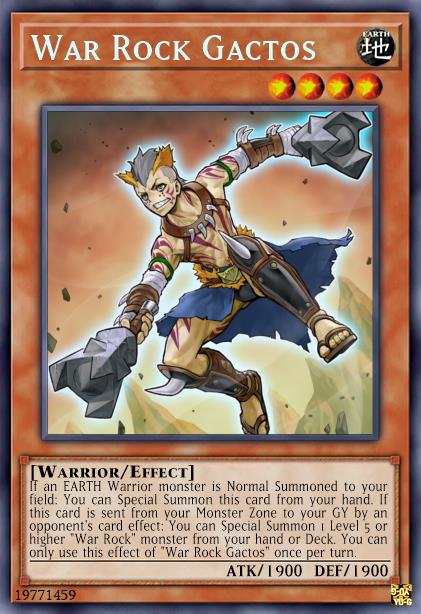 War Rock Gactos
EARTH
地
[Warrior/Effect]
If an EARTH Warrior monster is Normal Summoned to your
field: You can Special Summon this card from your hand. If
this card is sent from your Monster Zone to your GY by an
opponent's card effect: You can Special Summon 1 Level 5 or
higher "War Rock" monster from your hand or Deck. You can
only use this effect of "War Rock Gactos" once per turn.
ATK/1900 DEF/1900
19771459